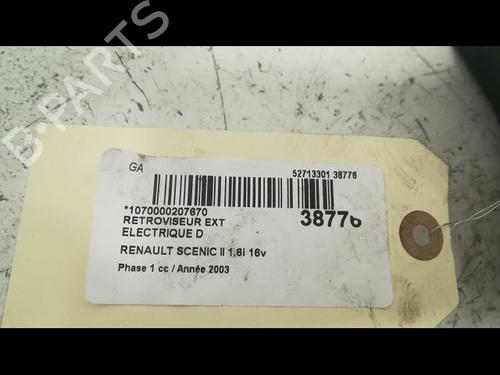 B-PARTS
GA
52713301 38776
*1070000207670
RETROVISEUR EXT
38776
ELECTRIQUE D
RENAULT SCENIC II 1.6i 16v
Phase 1 cc / Année 2003